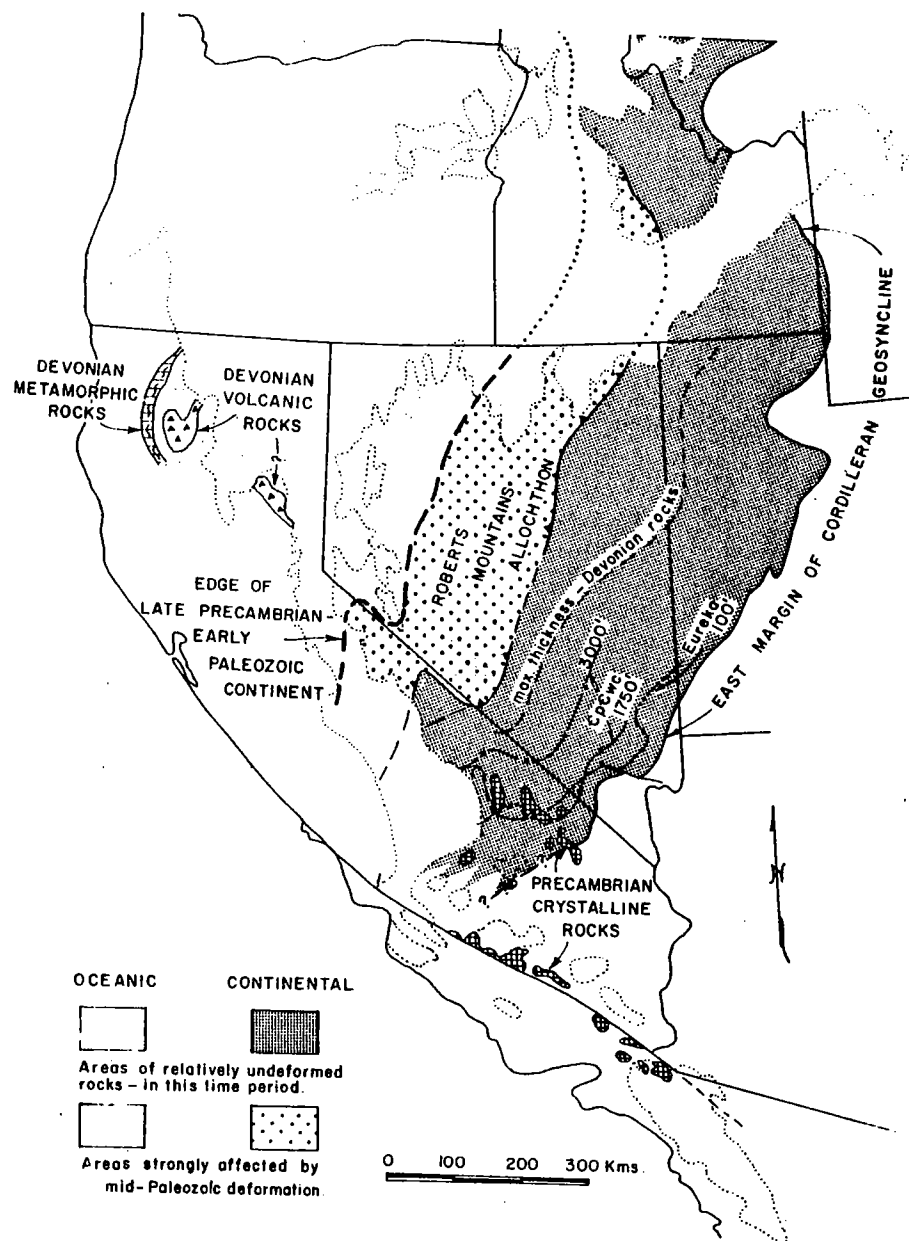 DEVONIAN
METAMORPHIC
ROCKS
DEVONIAN
VOLCANIC
ROCKS
?
GEOSYNCLINE
EAST MARGIN OF CORDILLERAN
ROBERTS
MOUNTAINS
ALLOCHTHON
max. thickness – Devonian rocks
3000'
CpCwc
1750'
Eureka
100'
EDGE OF
LATE PRECAMBRIAN
EARLY
PALEOZOIC
CONTINENT
PRECAMBRIAN
CRYSTALLINE
ROCKS
N
OCEANIC CONTINENTAL
Areas of relatively undeformed
rocks – in this time period.
Areas strongly affected by
mid-Paleozoic deformation.
0 100 200 300 Kms.